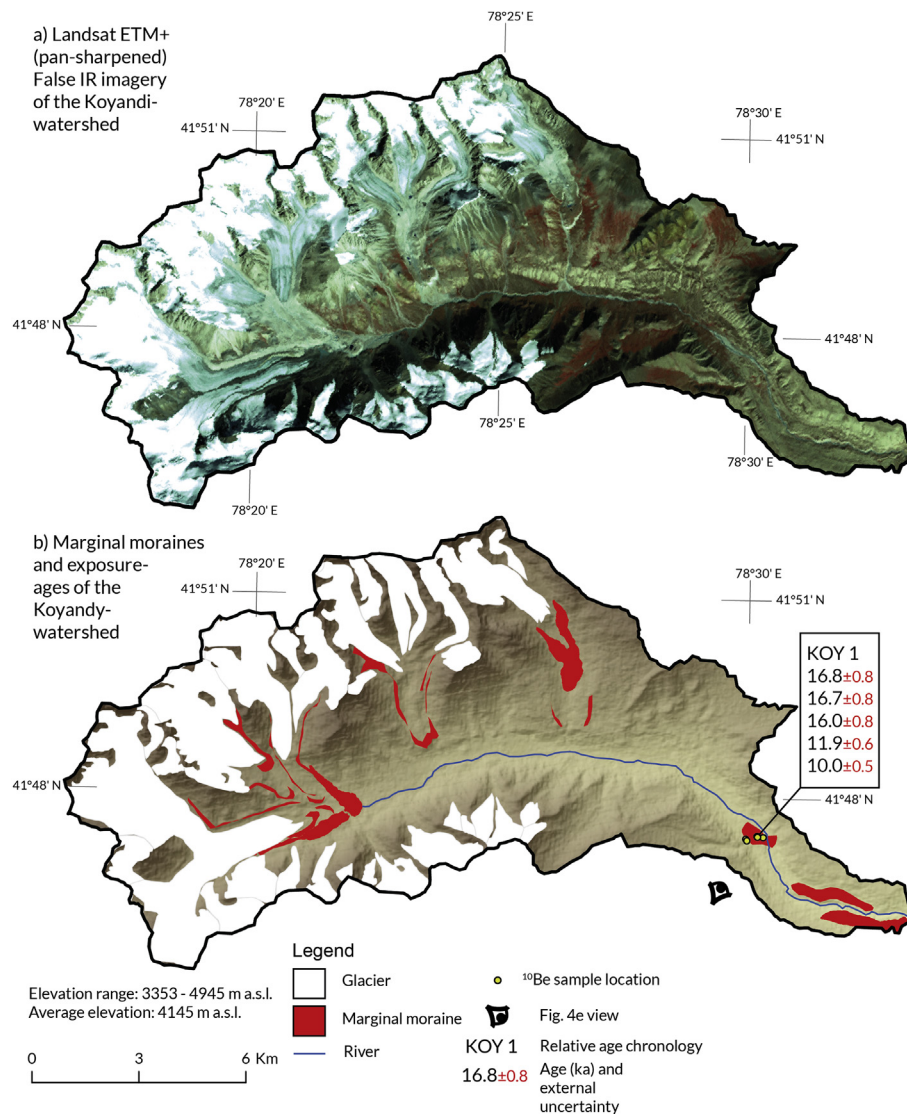 a) Landsat ETM+
(pan-sharpened)
False IR imagery
of the Koyandi-
watershed
78°25' E
78°20' E
41°51' N
78°30' E
41°51' N
41°48' N
41°48' N
78°25' E
78°30' E
78°20' E
b) Marginal moraines
and exposure-
ages of the
Koyandy-
watershed
78°20' E
41°51' N
78°30' E
41°51' N
KOY 1
16.8±0.8
16.7±0.8
16.0±0.8
11.9±0.6
10.0±0.5
41°48' N
41°48' N
Legend
Glacier
Marginal moraine
River
¹⁰Be sample location
Fig. 4e view
KOY 1 Relative age chronology
16.8±0.8 Age (ka) and
external
uncertainty
Elevation range: 3353 - 4945 m a.s.l.
Average elevation: 4145 m a.s.l.
0 3 6 Km